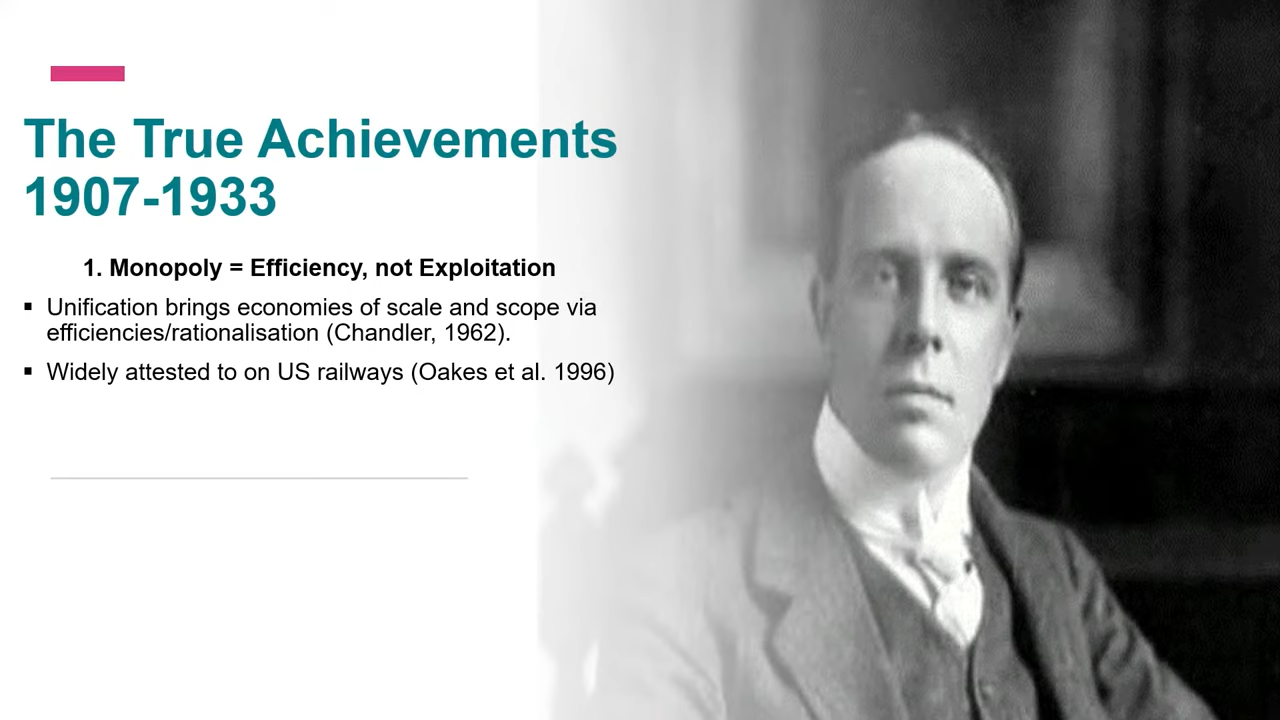 The True Achievements
1907-1933
1. Monopoly = Efficiency, not Exploitation
▪ Unification brings economies of scale and scope via
efficiencies/rationalisation (Chandler, 1962).
▪ Widely attested to on US railways (Oakes et al. 1996)